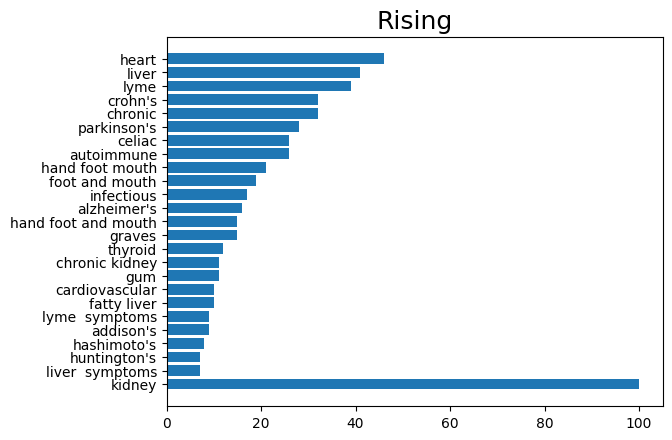 Rising
heart
liver
lyme
crohn's
chronic
parkinson's
celiac
autoimmune
hand foot mouth
foot and mouth
infectious
alzheimer's
hand foot and mouth
graves
thyroid
chronic kidney
gum
cardiovascular
fatty liver
lyme  symptoms
addison's
hashimoto's
huntington's
liver  symptoms
kidney
0 20 40 60 80 100